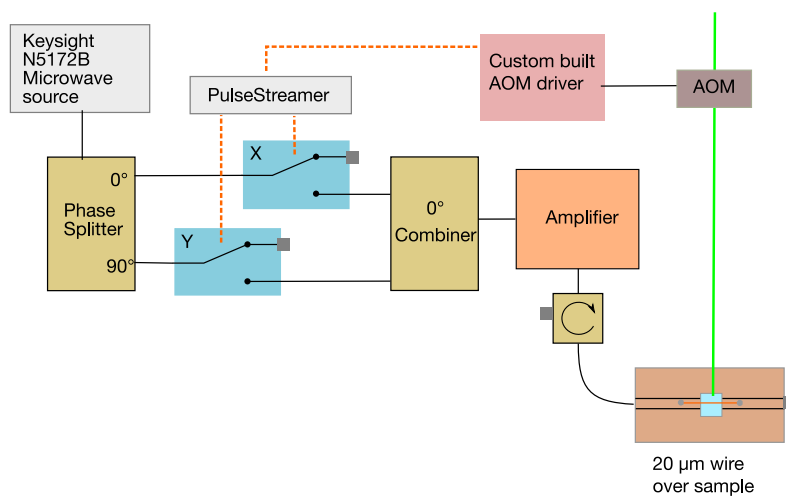 Keysight
N5172B
Microwave
source
PulseStreamer
Custom built
AOM driver
AOM
X
0°
Phase
Splitter
90°
Y
0°
Combiner
Amplifier
20 µm wire
over sample